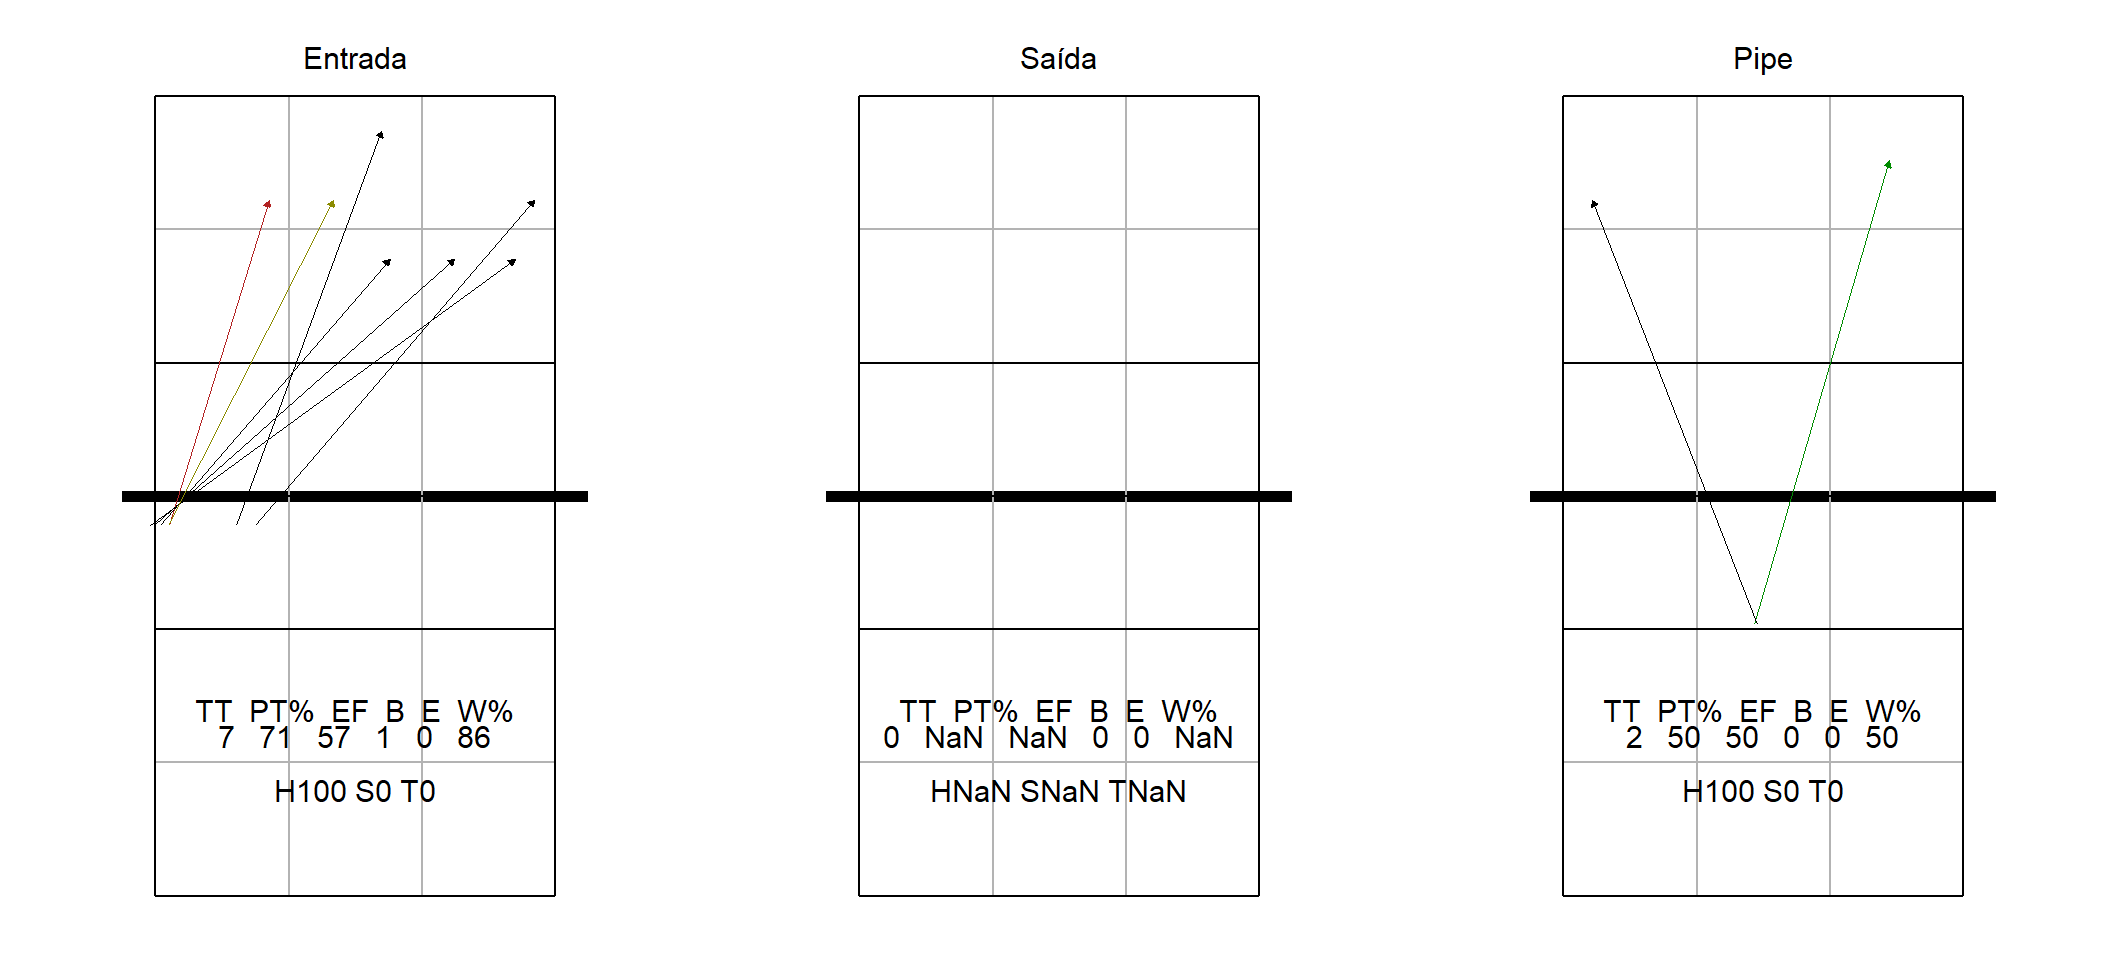 Entrada
TT PT% EF B E W%
7 71 57 1 0 86
H100 S0 T0
Saída
TT PT% EF B E W%
0 NaN NaN 0 0 NaN
HNaN SNaN TNaN
Pipe
TT PT% EF B E W%
2 50 50 0 0 50
H100 S0 T0